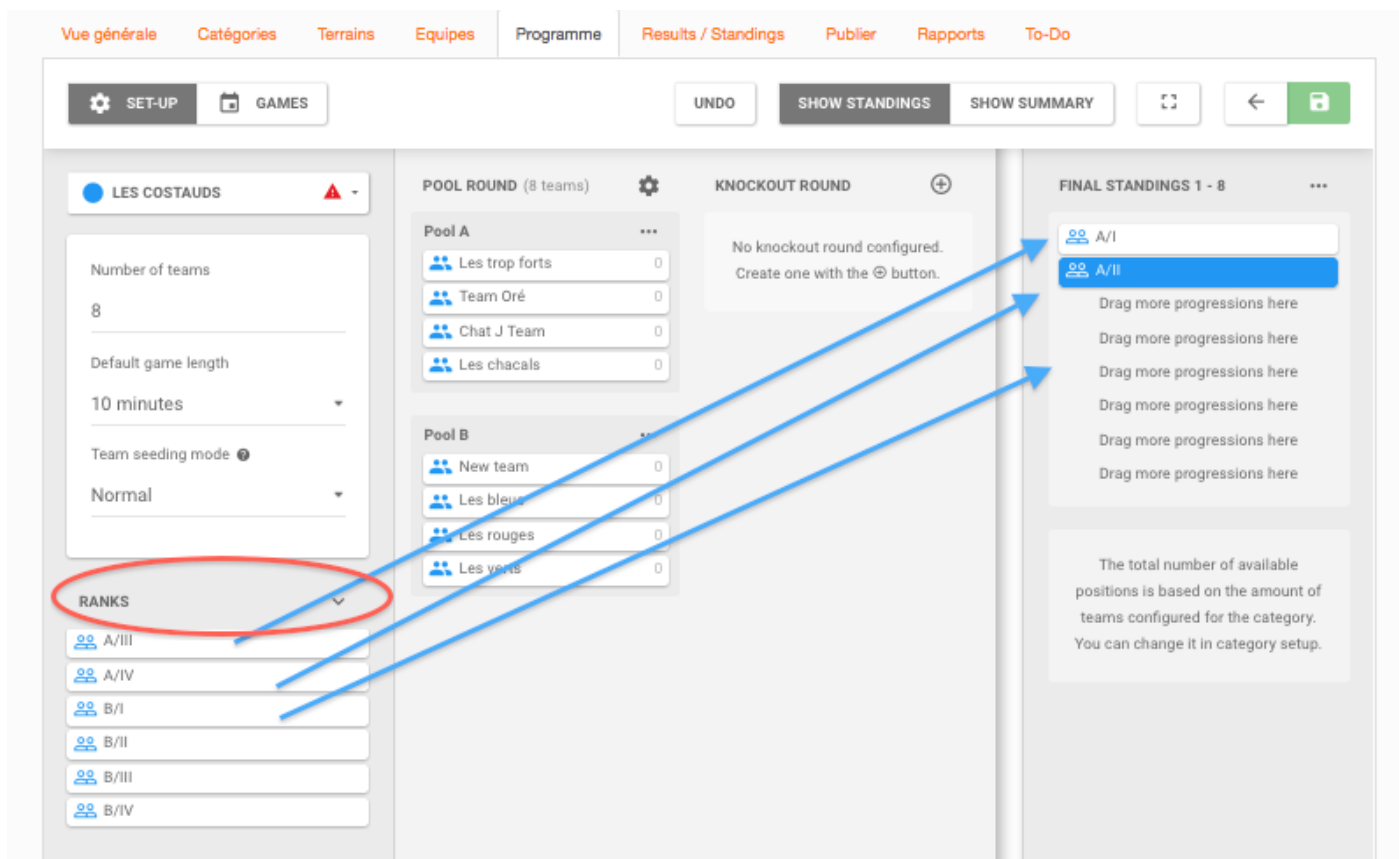 Vue générale Catégories Terrains Equipes Programme Results / Standings Publier Rapports To-Do
SET-UP GAMES UNDO SHOW STANDINGS SHOW SUMMARY
LES COSTAUDS
Number of teams
8
Default game length
10 minutes
Team seeding mode ?
Normal
RANKS
A/III
A/IV
B/I
B/II
B/III
B/IV
POOL ROUND (8 teams)
Pool A
Les trop forts 0
Team Oré 0
Chat J Team 0
Les chacals 0
Pool B
New team 0
Les bleus 0
Les rouges 0
Les verts 0
KNOCKOUT ROUND
No knockout round configured.
Create one with the ⊕ button.
FINAL STANDINGS 1 - 8
A/I
A/II
Drag more progressions here
Drag more progressions here
Drag more progressions here
Drag more progressions here
Drag more progressions here
Drag more progressions here
The total number of available
positions is based on the amount of
teams configured for the category.
You can change it in category setup.